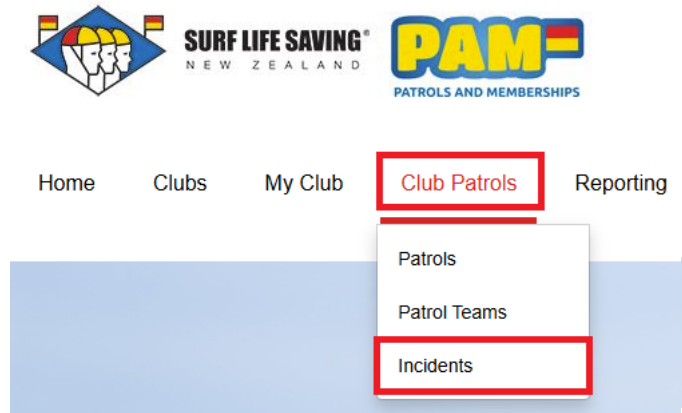 SURF LIFE SAVING®
NEW ZEALAND
PAM
PATROLS AND MEMBERSHIPS
Home Clubs My Club Club Patrols Reporting
Patrols
Patrol Teams
Incidents